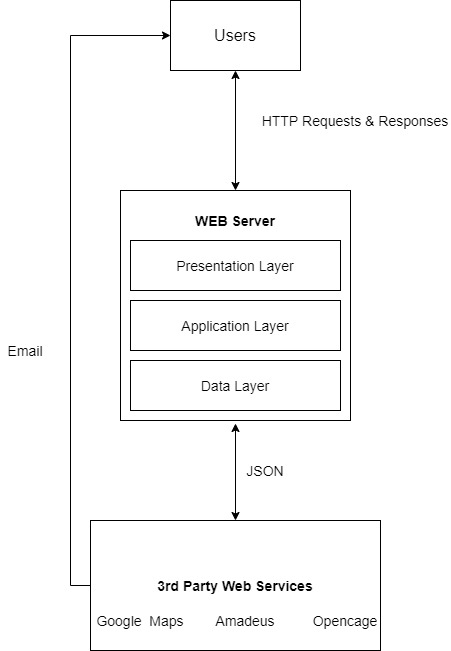 Users
HTTP Requests & Responses
WEB Server
Presentation Layer
Application Layer
Email
Data Layer
JSON
3rd Party Web Services
Google Maps Amadeus Opencage